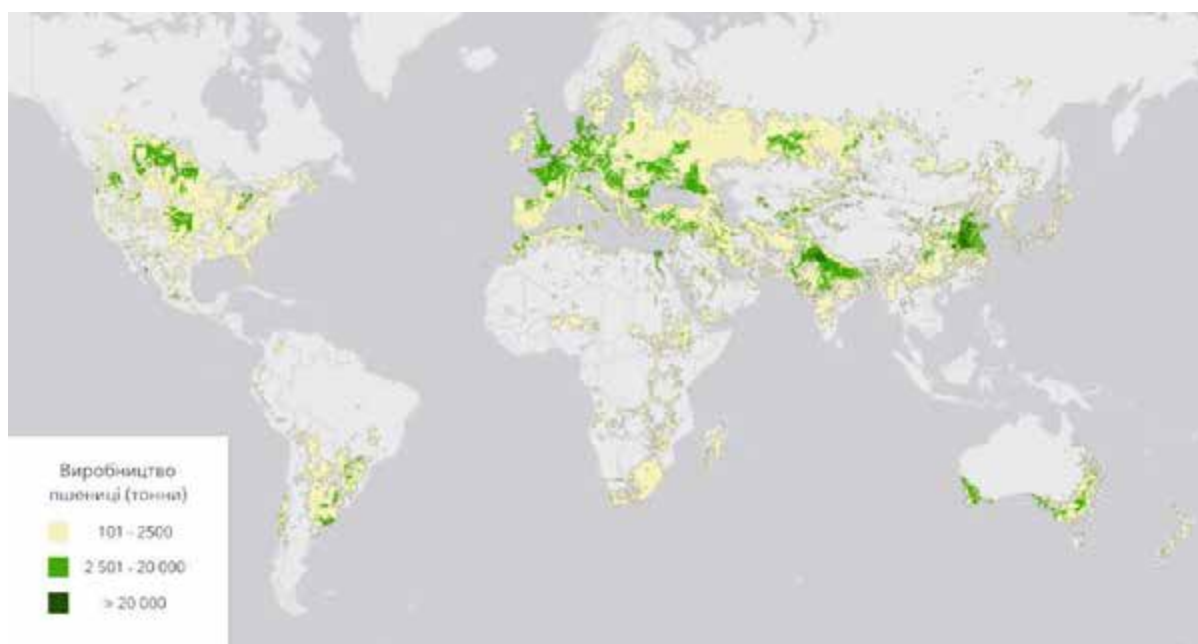 Виробництво
пшениці (тонни)
101 - 2500
2 501 - 20 000
> 20 000